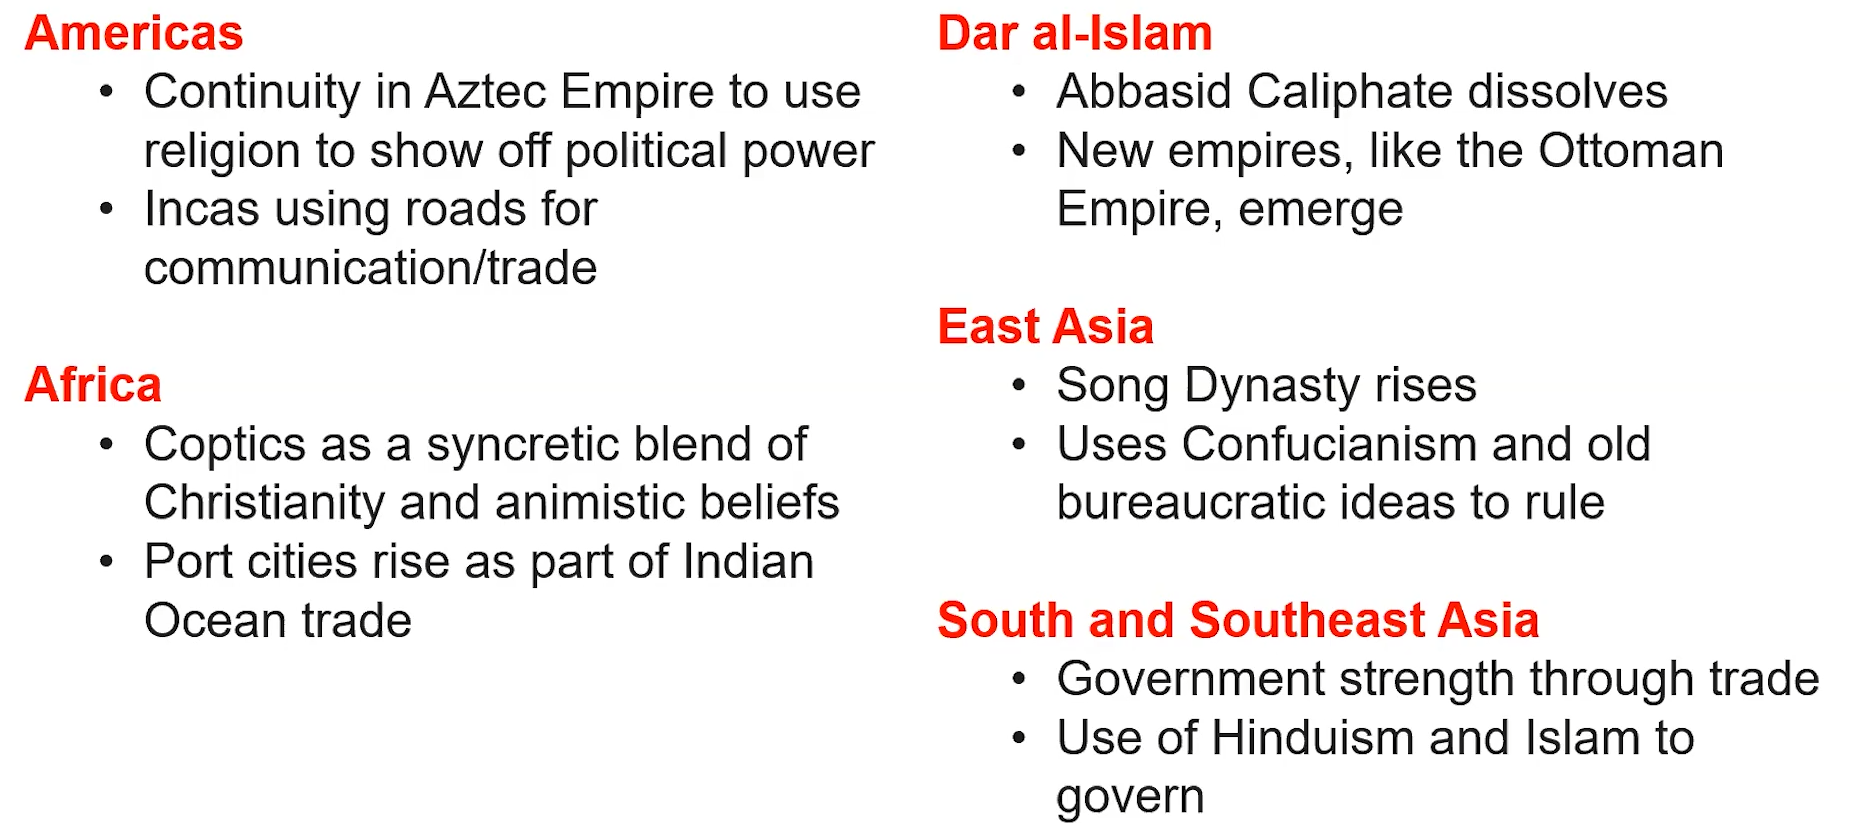 Americas
• Continuity in Aztec Empire to use
religion to show off political power
• Incas using roads for
communication/trade
Africa
• Coptics as a syncretic blend of
Christianity and animistic beliefs
• Port cities rise as part of Indian
Ocean trade
Dar al-Islam
• Abbasid Caliphate dissolves
• New empires, like the Ottoman
Empire, emerge
East Asia
• Song Dynasty rises
• Uses Confucianism and old
bureaucratic ideas to rule
South and Southeast Asia
• Government strength through trade
• Use of Hinduism and Islam to
govern